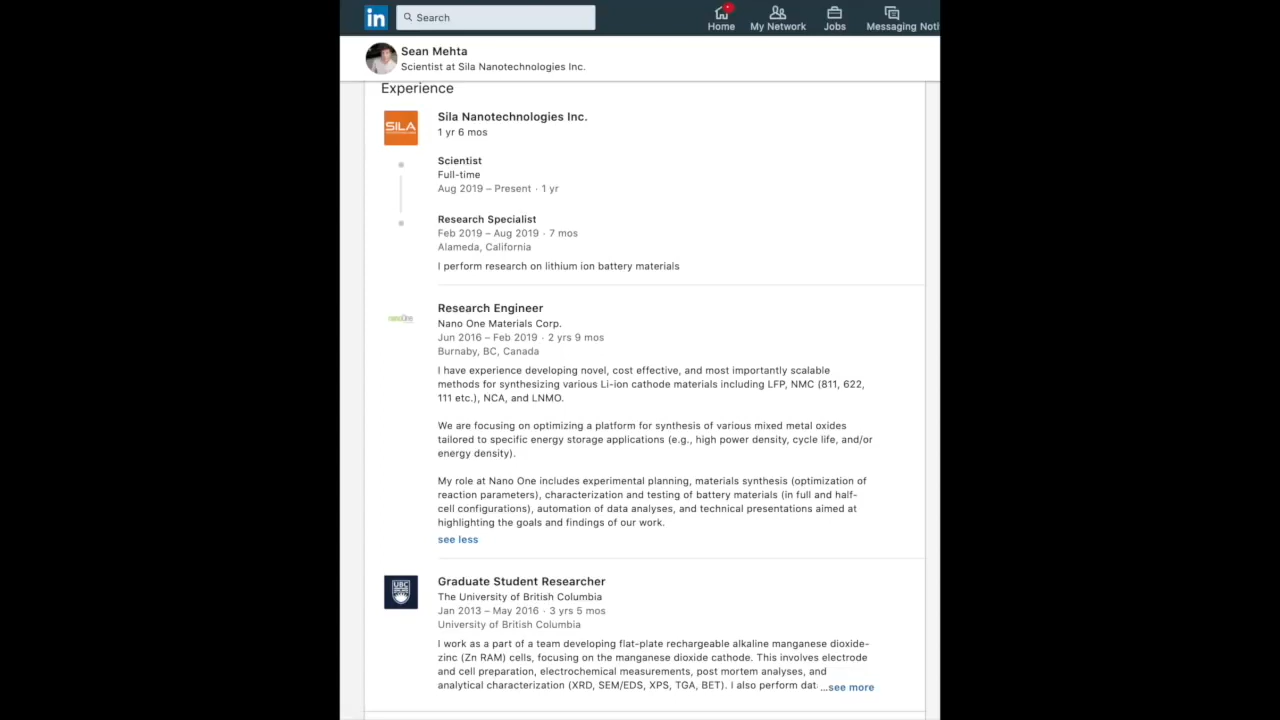 in
Search
Home
My Network
Jobs
Messaging
Sean Mehta
Scientist at Sila Nanotechnologies Inc.
Experience
SILA
Sila Nanotechnologies Inc.
1 yr 6 mos
Scientist
Full-time
Aug 2019 – Present · 1 yr
Research Specialist
Feb 2019 – Aug 2019 · 7 mos
Alameda, California
I perform research on lithium ion battery materials
nanoOne
Research Engineer
Nano One Materials Corp.
Jun 2016 – Feb 2019 · 2 yrs 9 mos
Burnaby, BC, Canada
I have experience developing novel, cost effective, and most importantly scalable
methods for synthesizing various Li-ion cathode materials including LFP, NMC (811, 622,
111 etc.), NCA, and LNMO.
We are focusing on optimizing a platform for synthesis of various mixed metal oxides
tailored to specific energy storage applications (e.g., high power density, cycle life, and/or
energy density).
My role at Nano One includes experimental planning, materials synthesis (optimization of
reaction parameters), characterization and testing of battery materials (in full and half-
cell configurations), automation of data analyses, and technical presentations aimed at
highlighting the goals and findings of our work.
see less
UBC
Graduate Student Researcher
The University of British Columbia
Jan 2013 – May 2016 · 3 yrs 5 mos
University of British Columbia
I work as a part of a team developing flat-plate rechargeable alkaline manganese dioxide-
zinc (Zn RAM) cells, focusing on the manganese dioxide cathode. This involves electrode
and cell preparation, electrochemical measurements, post mortem analyses, and
analytical characterization (XRD, SEM/EDS, XPS, TGA, BET). I also perform dat ...see more